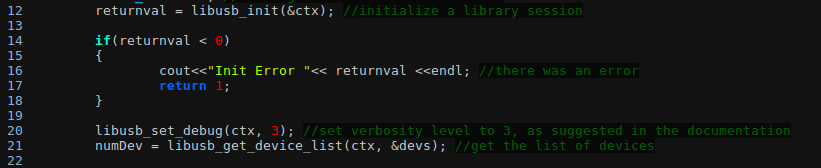 12 returnval = libusb_init(&ctx); //initialize a library session
13
14 if(returnval < 0)
15 {
16 cout<<"Init Error "<< returnval <<endl; //there was an error
17 return 1;
18 }
19
20 libusb_set_debug(ctx, 3); //set verbosity level to 3, as suggested in the documentation
21 numDev = libusb_get_device_list(ctx, &devs); //get the list of devices
22